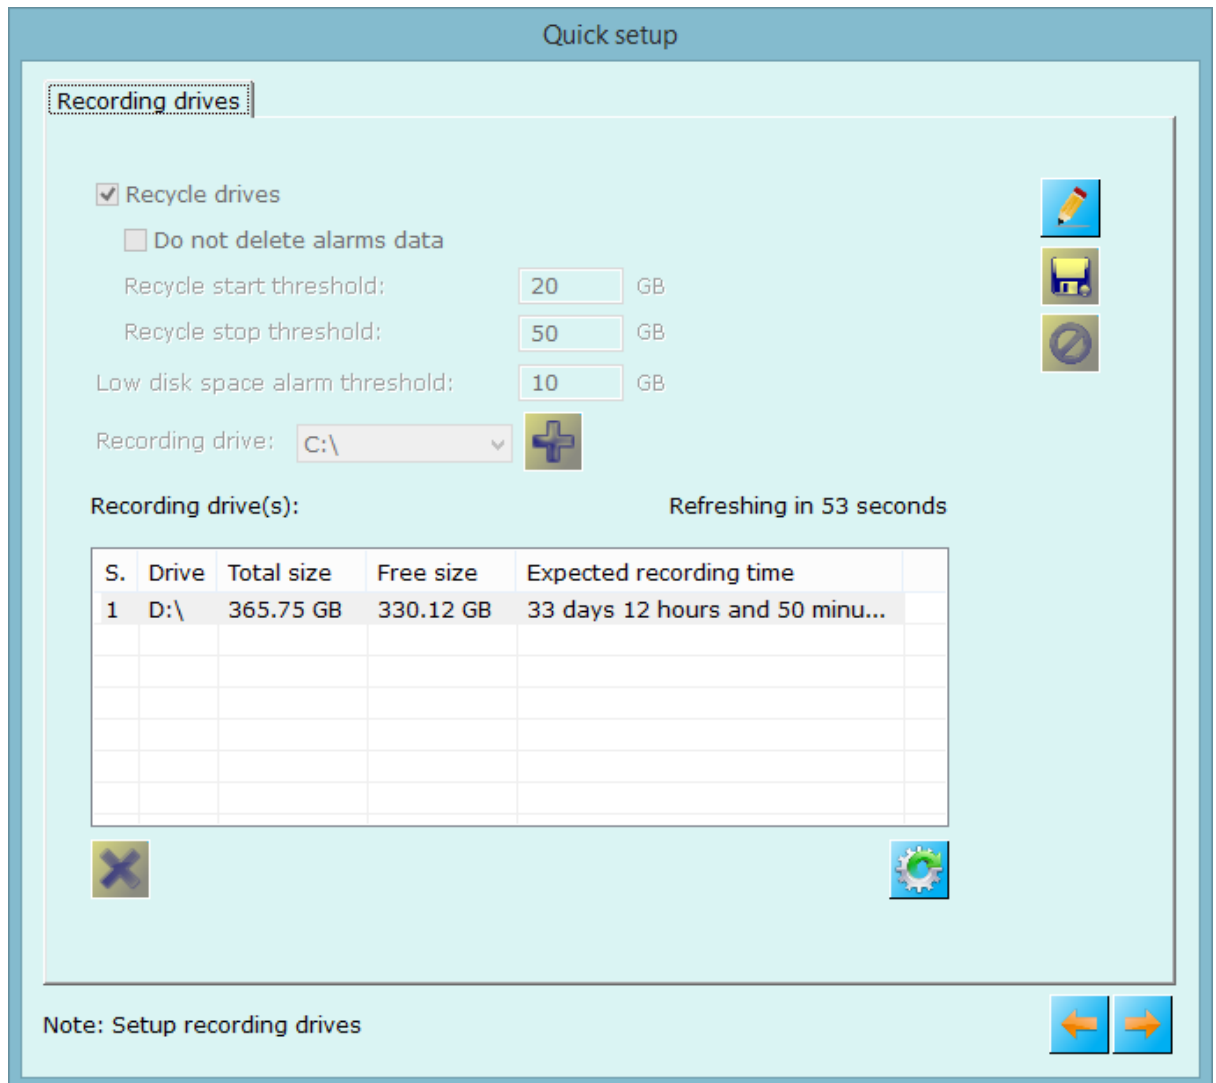 Quick setup
Recording drives
Recycle drives
Do not delete alarms data
Recycle start threshold: 20 GB
Recycle stop threshold: 50 GB
Low disk space alarm threshold: 10 GB
Recording drive: C:\
Recording drive(s): Refreshing in 53 seconds
S. Drive Total size Free size Expected recording time
1 D:\ 365.75 GB 330.12 GB 33 days 12 hours and 50 minu...
Note: Setup recording drives